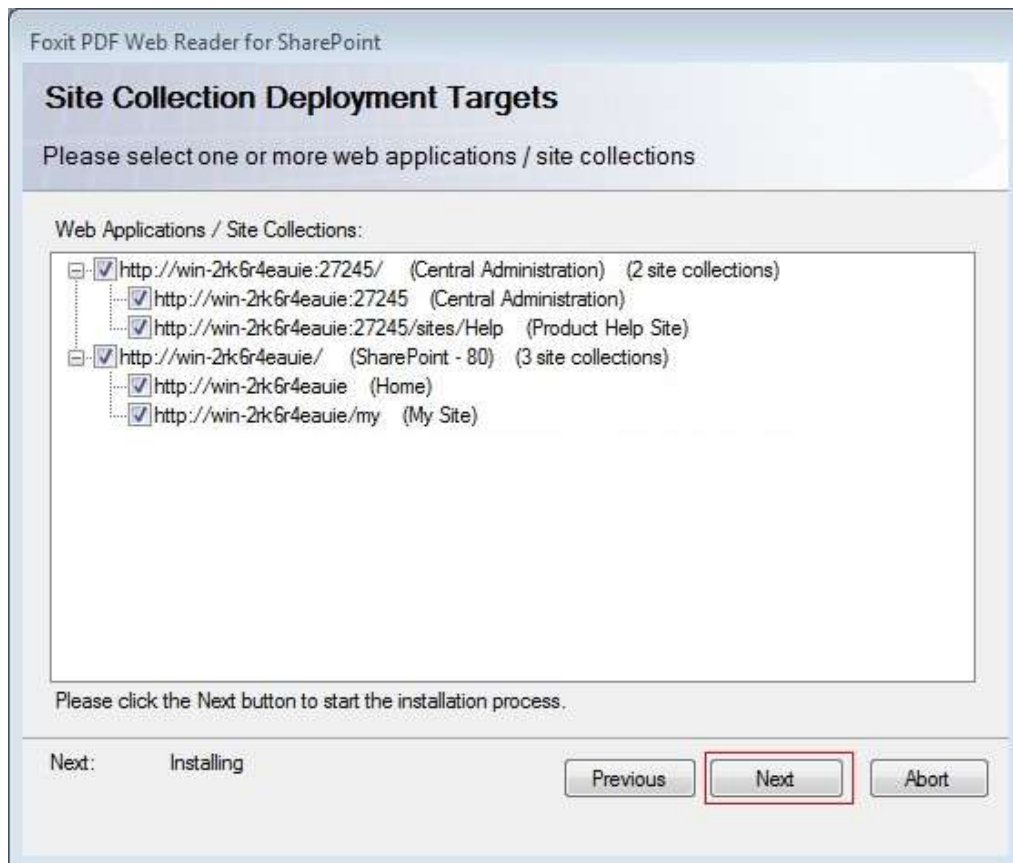 Foxit PDF Web Reader for SharePoint
Site Collection Deployment Targets
Please select one or more web applications / site collections
Web Applications / Site Collections:
http://win-2rk6r4eauie:27245/ (Central Administration) (2 site collections)
http://win-2rk6r4eauie:27245 (Central Administration)
http://win-2rk6r4eauie:27245/sites/Help (Product Help Site)
http://win-2rk6r4eauie/ (SharePoint - 80) (3 site collections)
http://win-2rk6r4eauie (Home)
http://win-2rk6r4eauie/my (My Site)
Please click the Next button to start the installation process.
Next: Installing
Previous Next Abort